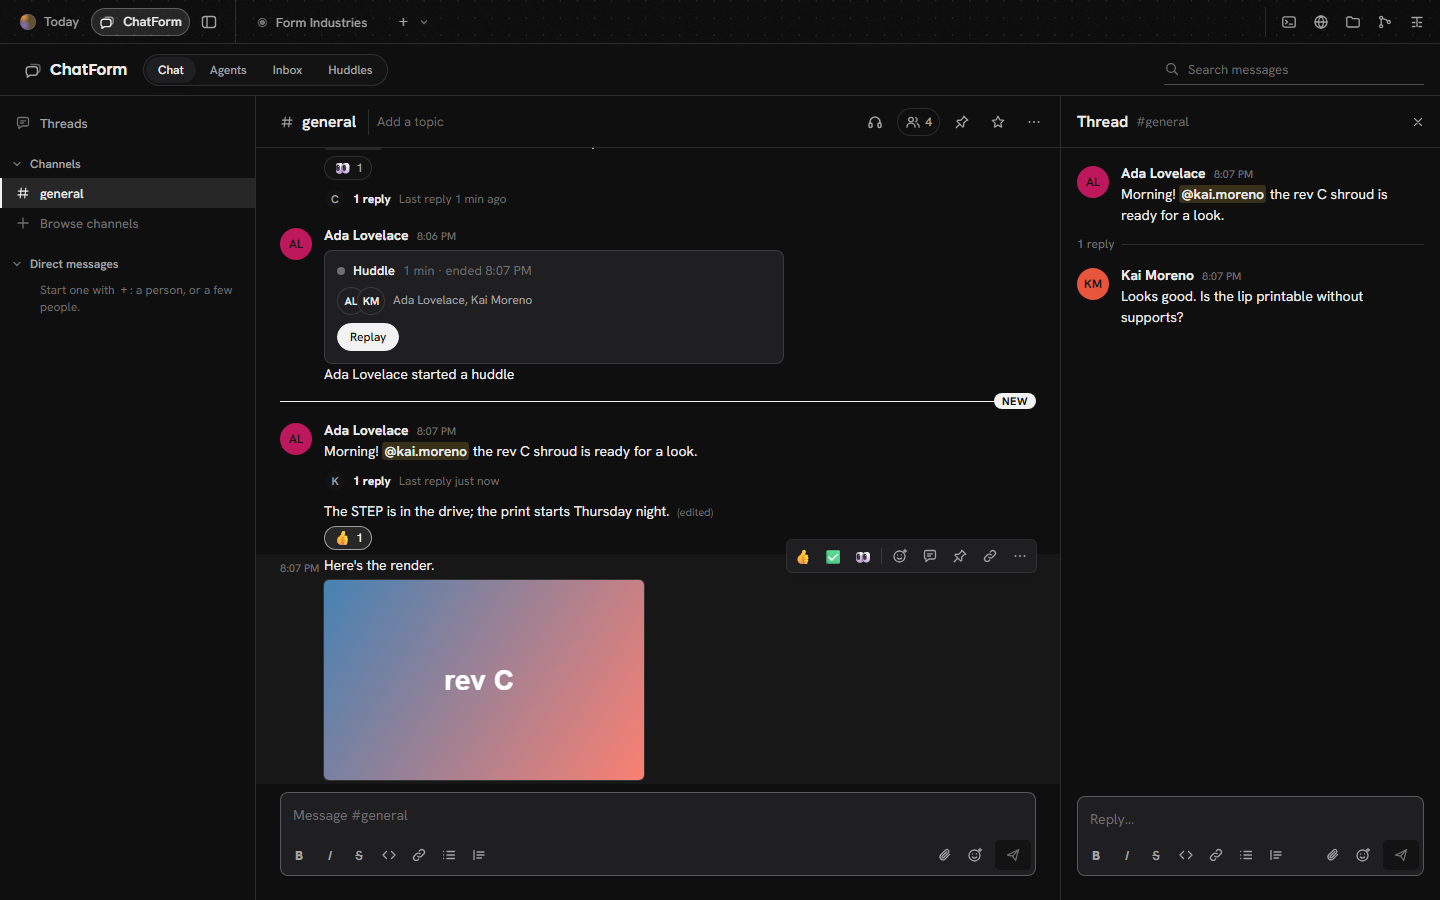 Today
ChatForm
Form Industries
ChatForm
Chat
Agents
Inbox
Huddles
Search messages
Threads
Channels
# general
Browse channels
Direct messages
Start one with + : a person, or a few
people.
# general
Add a topic
4
👀 1
C 1 reply Last reply 1 min ago
AL
Ada Lovelace 8:06 PM
Huddle 1 min · ended 8:07 PM
AL KM Ada Lovelace, Kai Moreno
Replay
Ada Lovelace started a huddle
NEW
AL
Ada Lovelace 8:07 PM
Morning! @kai.moreno the rev C shroud is ready for a look.
K 1 reply Last reply just now
The STEP is in the drive; the print starts Thursday night. (edited)
👍 1
8:07 PM Here's the render.
rev C
Message #general
B I S
Thread #general
AL
Ada Lovelace 8:07 PM
Morning! @kai.moreno the rev C shroud is
ready for a look.
1 reply
KM
Kai Moreno 8:07 PM
Looks good. Is the lip printable without
supports?
Reply...
B I S